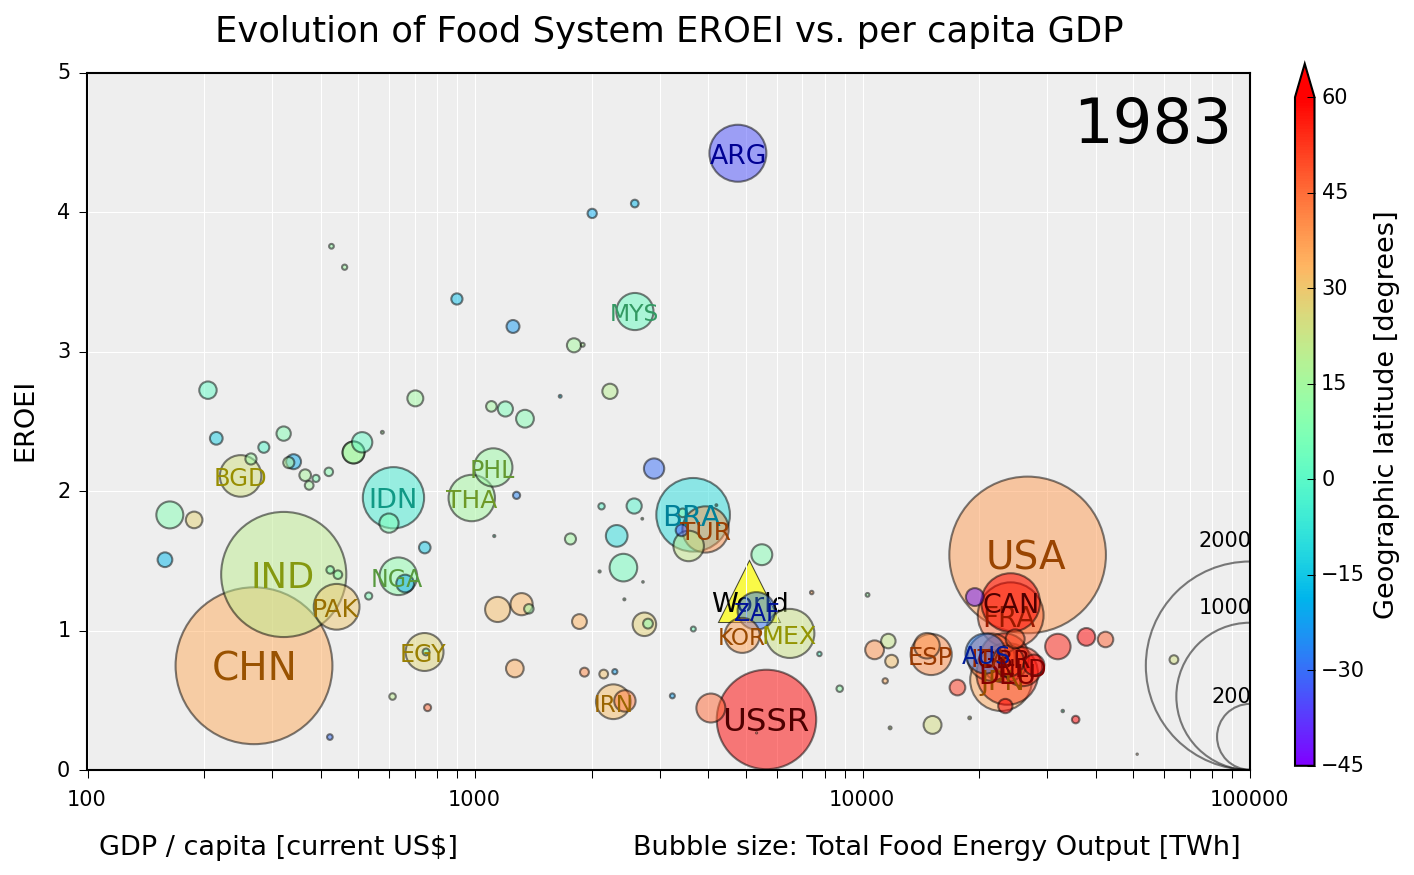 Evolution of Food System EROEI vs. per capita GDP
1983
5
4
3
2
1
0
EROEI
100
1000
10000
100000
GDP / capita [current US$]
Bubble size: Total Food Energy Output [TWh]
ARG
MYS
BGD
PHL
THA
IDN
BRA
TUR
USA
IND
NGA
PAK
World
ZAF
KOR
MEX
CAN
FRA
ESP
AUS
DEU
JPN
CHN
EGY
IRN
USSR
2000
1000
200
60
45
30
15
0
−15
−30
−45
Geographic latitude [degrees]